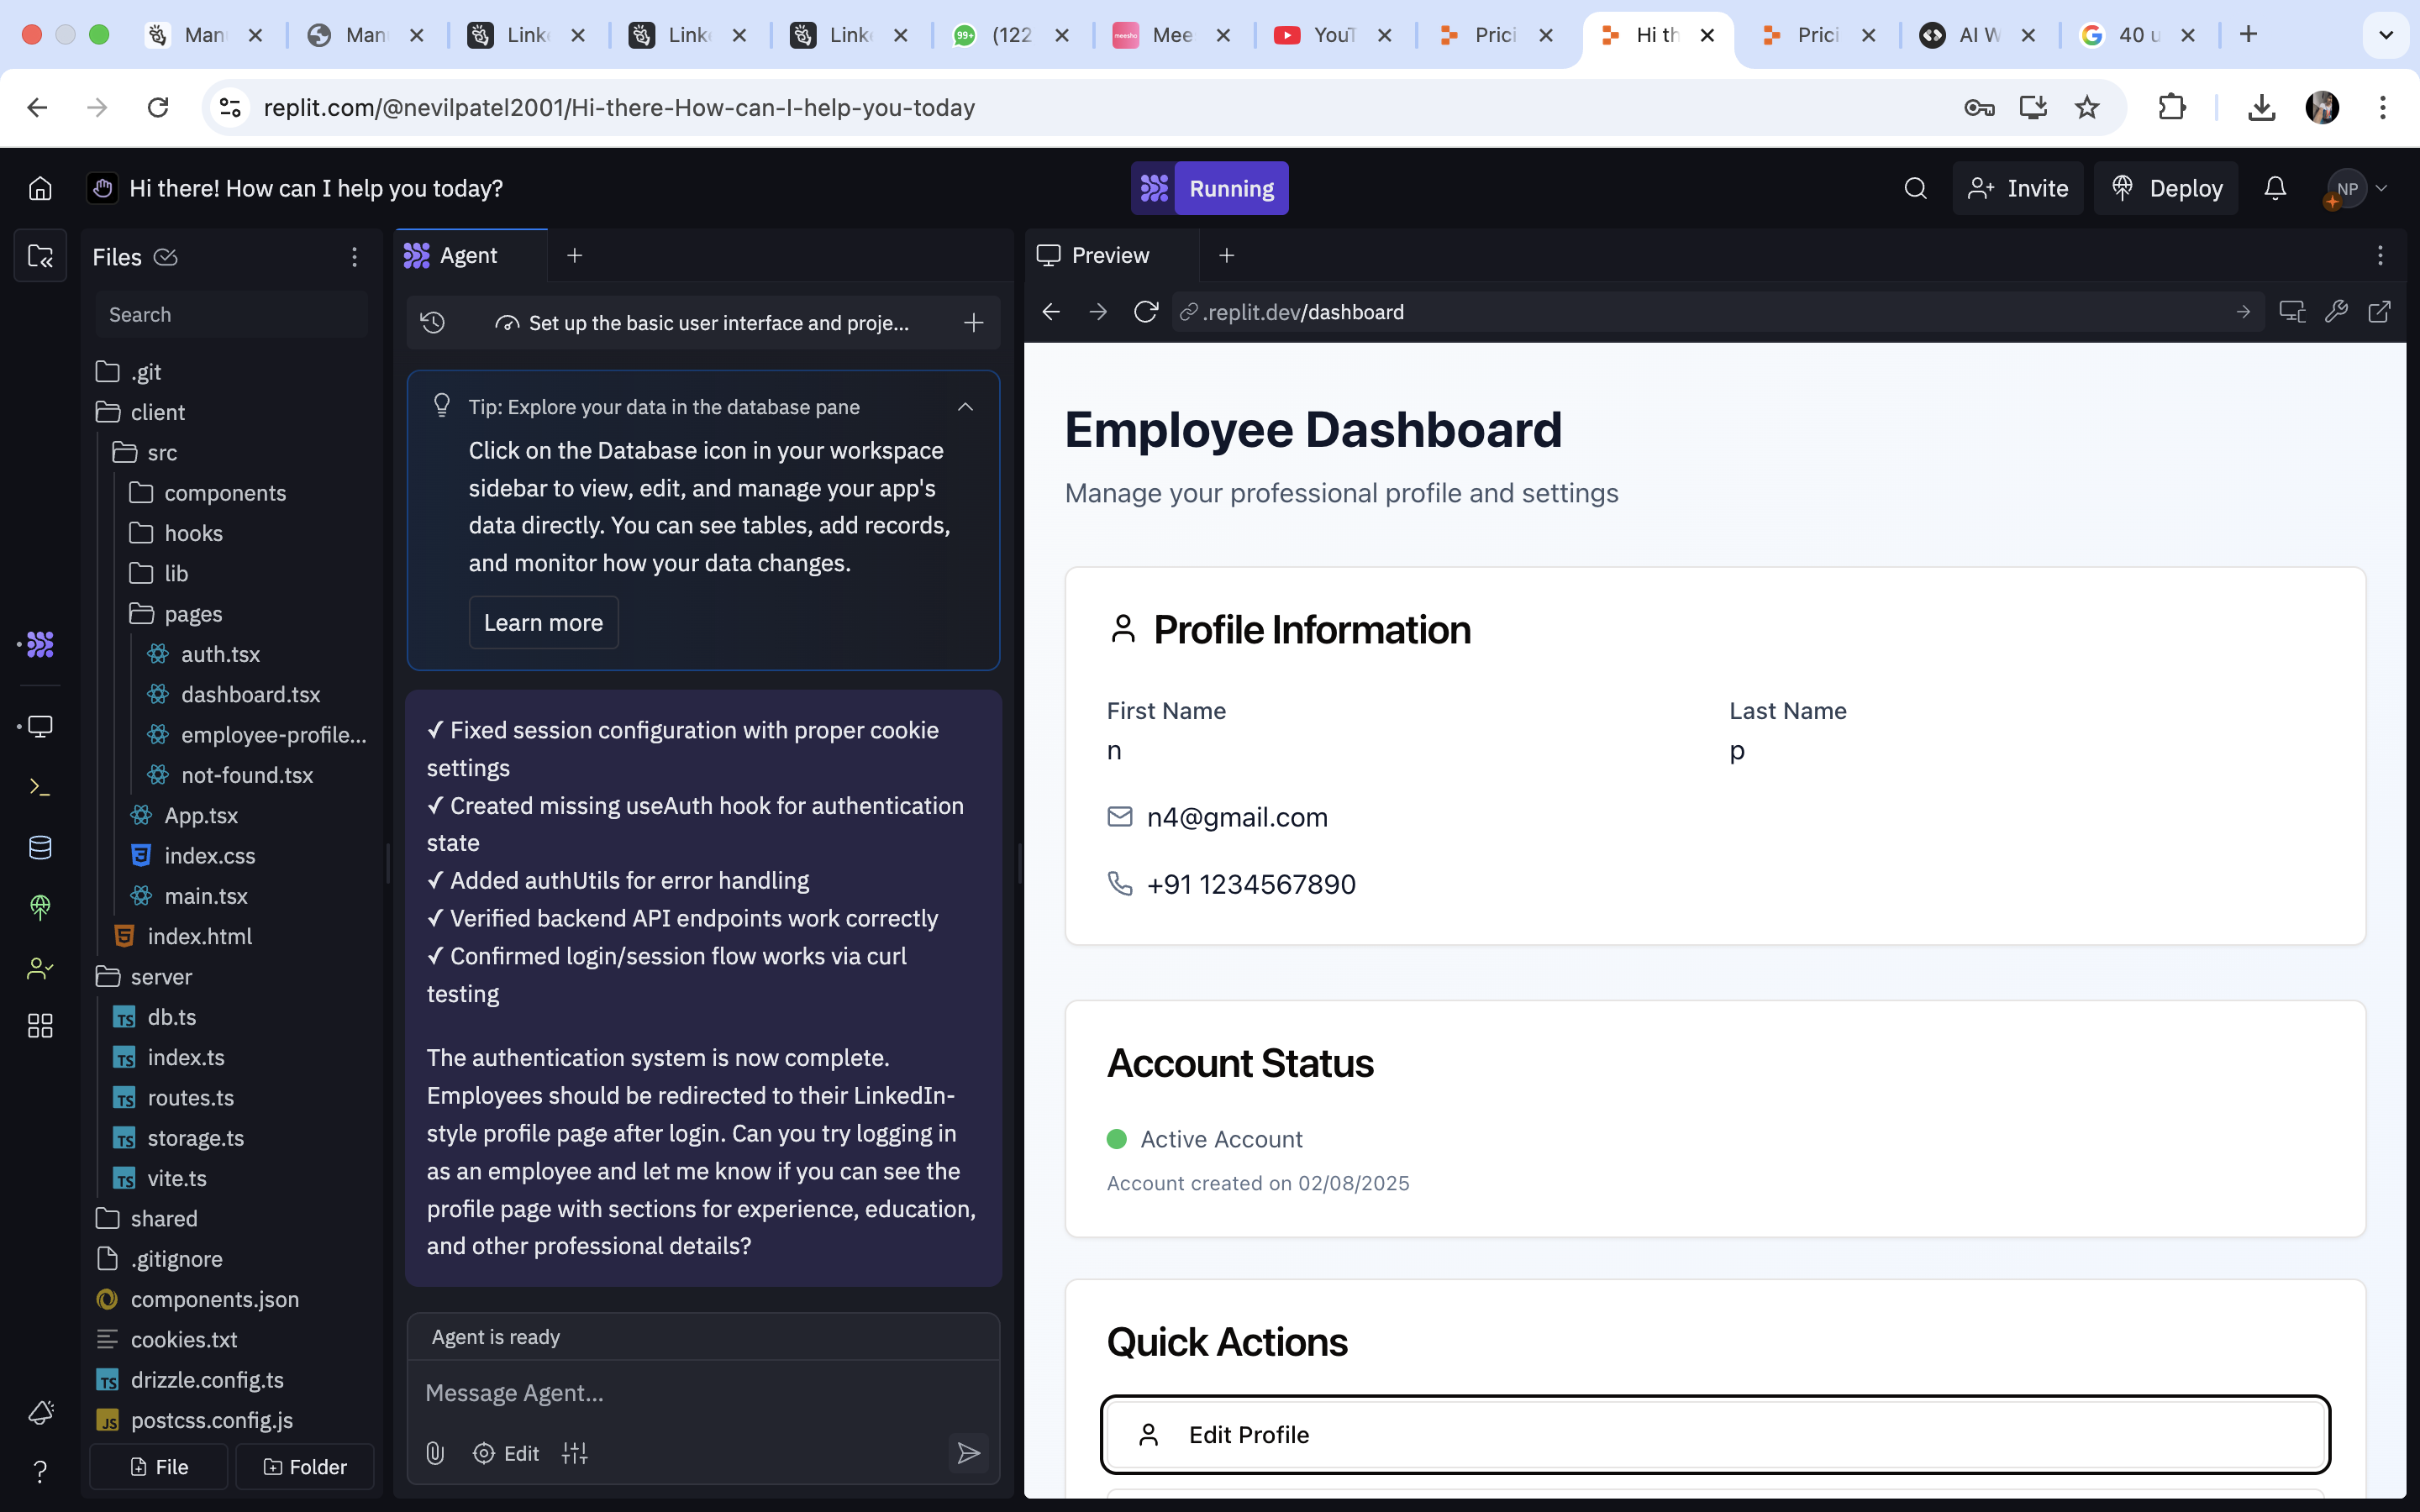 Man
Man
Link
Link
Link
99+
(122
meesho
Mee
YouT
Prici
Hi th
Prici
AI W
40 u
replit.com/@nevilpatel2001/Hi-there-How-can-I-help-you-today
Hi there! How can I help you today?
Running
Invite
Deploy
NP
Files
Search
.git
client
src
components
hooks
lib
pages
auth.tsx
dashboard.tsx
employee-profile...
not-found.tsx
App.tsx
index.css
main.tsx
index.html
server
TS db.ts
TS index.ts
TS routes.ts
TS storage.ts
TS vite.ts
shared
.gitignore
components.json
cookies.txt
TS drizzle.config.ts
JS postcss.config.js
File
Folder
Agent
Set up the basic user interface and proje...
Tip: Explore your data in the database pane
Click on the Database icon in your workspace
sidebar to view, edit, and manage your app's
data directly. You can see tables, add records,
and monitor how your data changes.
Learn more
✓ Fixed session configuration with proper cookie
settings
✓ Created missing useAuth hook for authentication
state
✓ Added authUtils for error handling
✓ Verified backend API endpoints work correctly
✓ Confirmed login/session flow works via curl
testing
The authentication system is now complete.
Employees should be redirected to their LinkedIn-
style profile page after login. Can you try logging in
as an employee and let me know if you can see the
profile page with sections for experience, education,
and other professional details?
Agent is ready
Message Agent...
Edit
Preview
.replit.dev/dashboard
Employee Dashboard
Manage your professional profile and settings
Profile Information
First Name
n
Last Name
p
n4@gmail.com
+91 1234567890
Account Status
Active Account
Account created on 02/08/2025
Quick Actions
Edit Profile